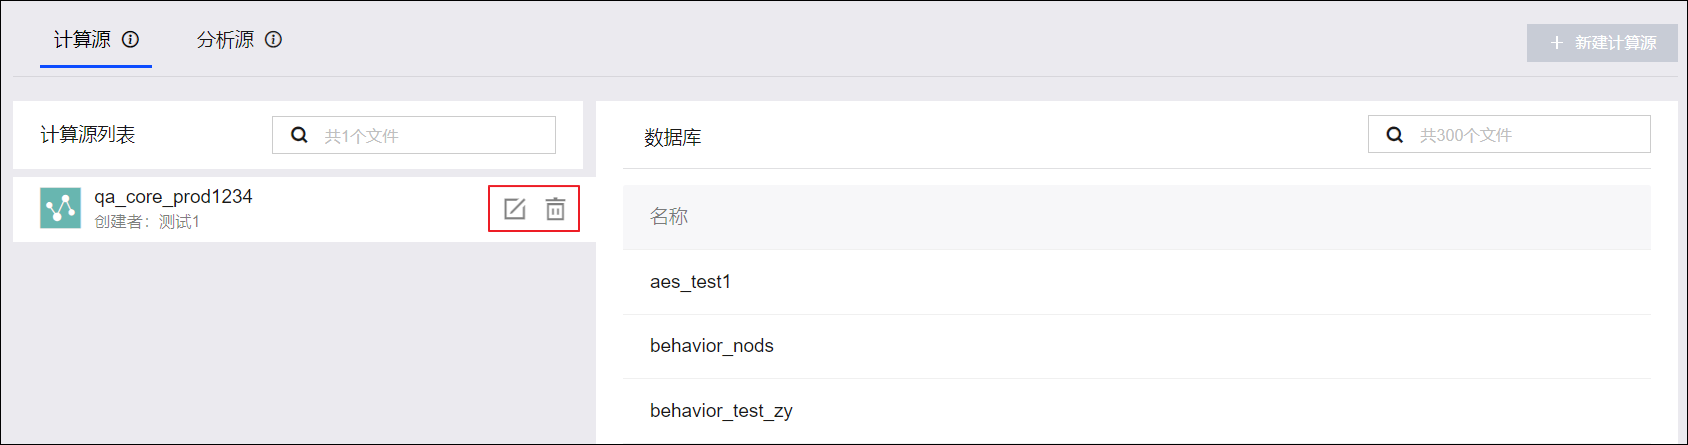 计算源
分析源
新建计算源
计算源列表
共1个文件
qa_core_prod1234
创建者：测试1
数据库
共300个文件
名称
aes_test1
behavior_nods
behavior_test_zy